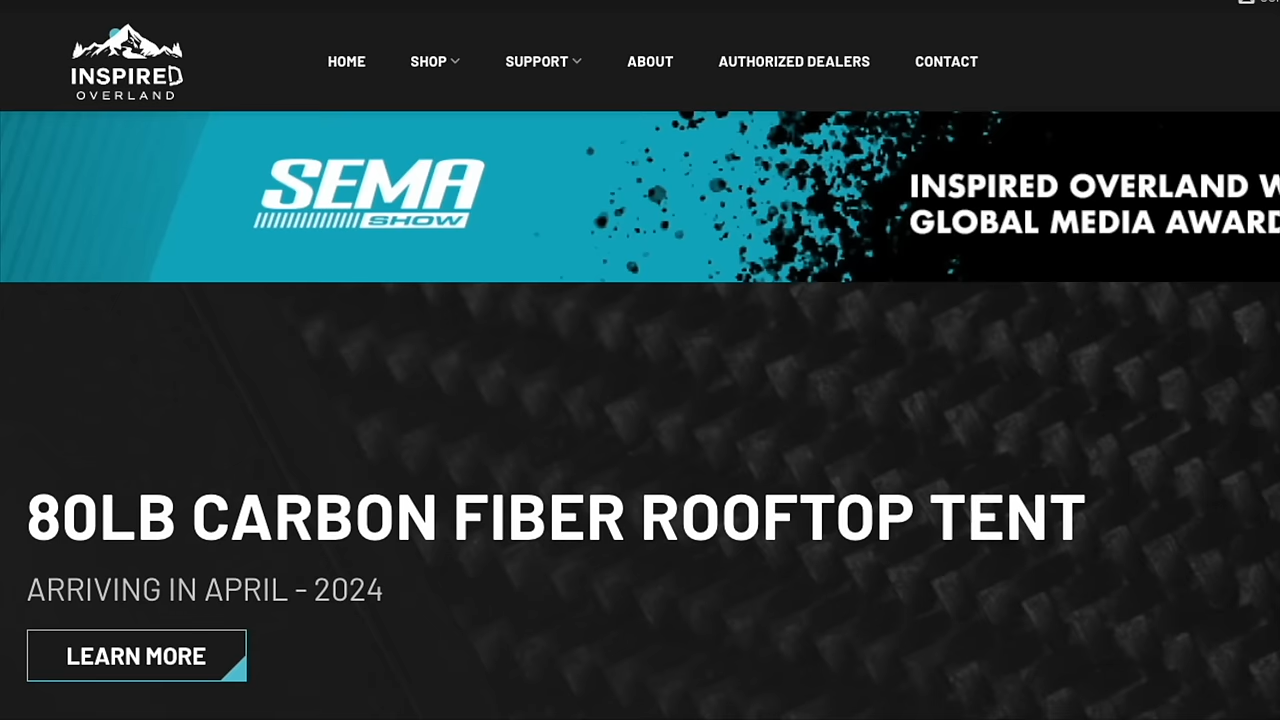 INSPIRED
OVERLAND
HOME
SHOP
SUPPORT
ABOUT
AUTHORIZED DEALERS
CONTACT
SEMA
SHOW
INSPIRED OVERLAND
GLOBAL MEDIA AWARD
80LB CARBON FIBER ROOFTOP TENT
ARRIVING IN APRIL - 2024
LEARN MORE